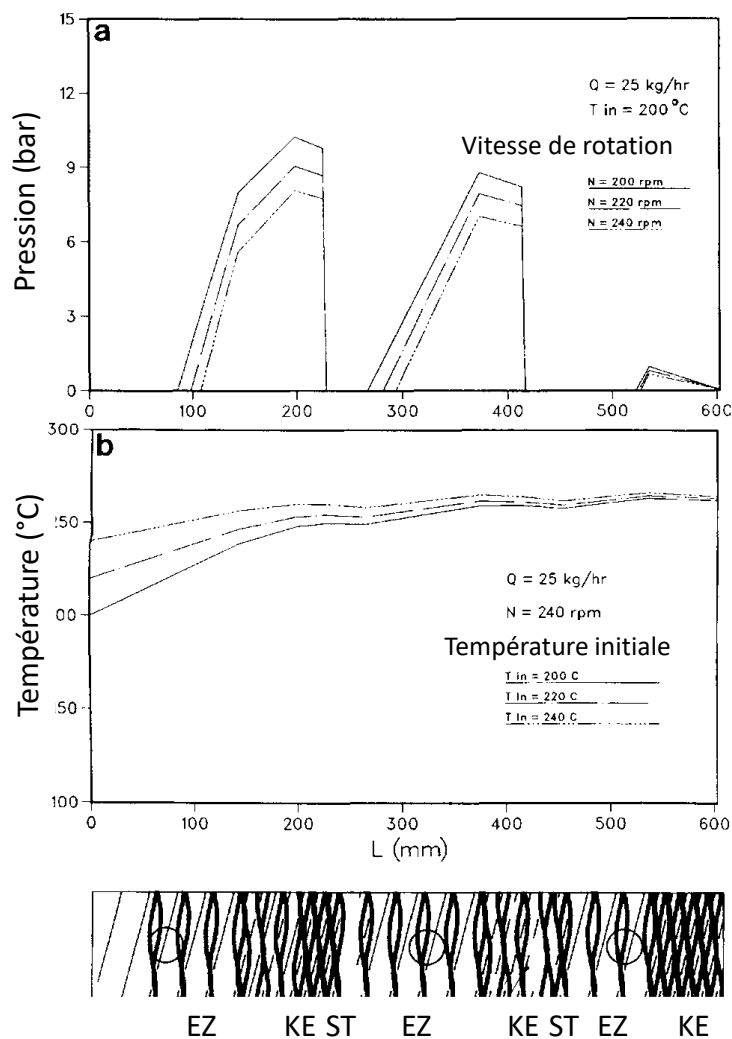 15
a
12
Q = 25 kg/hr
T in = 200 °C
Vitesse de rotation
9
N = 200 rpm
N = 220 rpm
N = 240 rpm
6
3
0
Pression (bar)
0 100 200 300 400 500 600
300
b
250
Q = 25 kg/hr
00
N = 240 rpm
Température initiale
T in = 200 C
T in = 220 C
T in = 240 C
50
100
Température (°C)
0 100 200 300 400 500 600
L (mm)
EZ KE ST EZ KE ST EZ KE